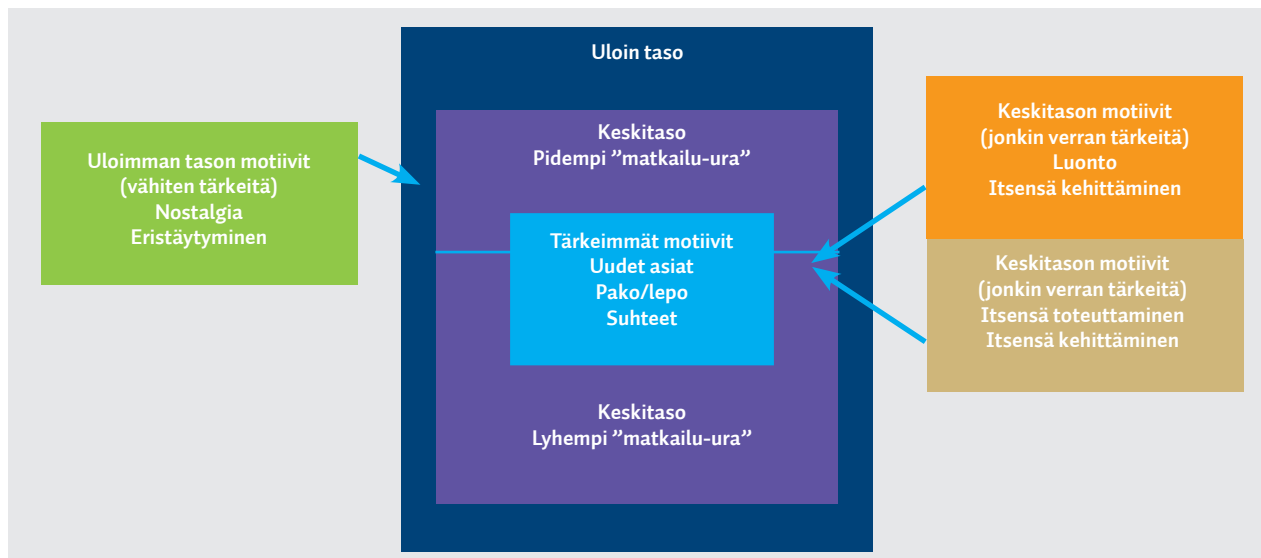 Uloin taso
Keskitaso
Pidempi ”matkailu-ura”
Uloimman tason motiivit
(vähiten tärkeitä)
Nostalgia
Eristäytyminen
Tärkeimmät motiivit
Uudet asiat
Pako/lepo
Suhteet
Keskitaso
Lyhempi ”matkailu-ura”
Keskitason motiivit
(jonkin verran tärkeitä)
Luonto
Itsensä kehittäminen
Keskitason motiivit
(jonkin verran tärkeitä)
Itsensä toteuttaminen
Itsensä kehittäminen